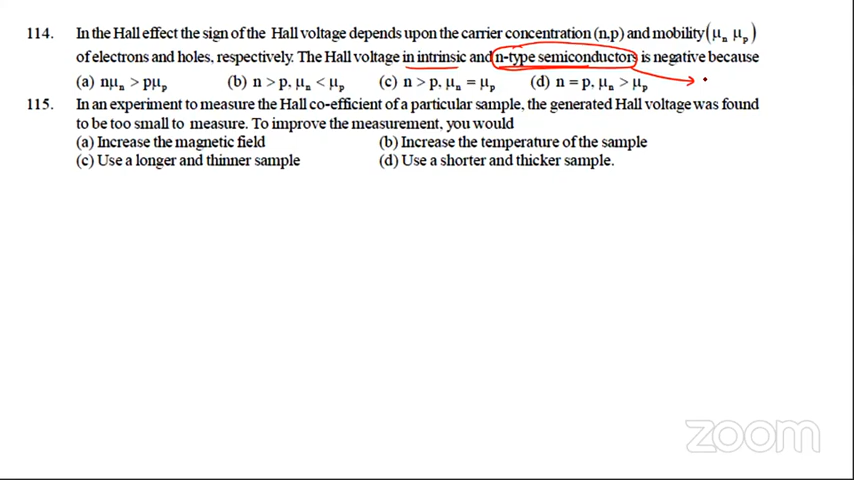 114. In the Hall effect the sign of the Hall voltage depends upon the carrier concentration (n,p) and mobility (μn μp)
of electrons and holes, respectively. The Hall voltage in intrinsic and n-type semiconductors is negative because
(a) nμn > pμp (b) n > p, μn < μp (c) n > p, μn = μp (d) n = p, μn > μp
115. In an experiment to measure the Hall co-efficient of a particular sample, the generated Hall voltage was found
to be too small to measure. To improve the measurement, you would
(a) Increase the magnetic field (b) Increase the temperature of the sample
(c) Use a longer and thinner sample (d) Use a shorter and thicker sample.
zoom